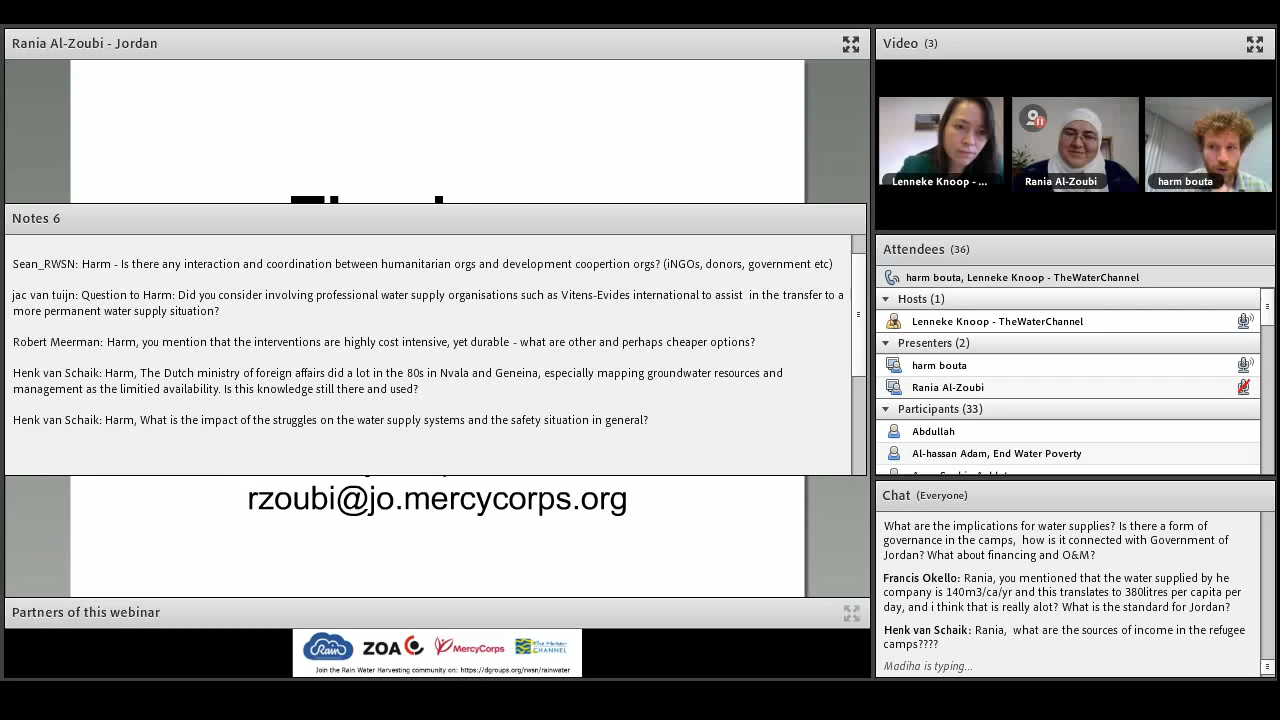 Rania Al-Zoubi - Jordan
Notes 6
Sean_RWSN: Harm - Is there any interaction and coordination between humanitarian orgs and development coopertion orgs? (iNGOs, donors, government etc)
jac van tuijn: Question to Harm: Did you consider involving professional water supply organisations such as Vitens-Evides international to assist in the transfer to a
more permanent water supply situation?
Robert Meerman: Harm, you mention that the interventions are highly cost intensive, yet durable - what are other and perhaps cheaper options?
Henk van Schaik: Harm, The Dutch ministry of foreign affairs did a lot in the 80s in Nvala and Geneina, especially mapping groundwater resources and
management as the limitied availability. Is this knowledge still there and used?
Henk van Schaik: Harm, What is the impact of the struggles on the water supply systems and the safety situation in general?
rzoubi@jo.mercycorps.org
Partners of this webinar
Rain
ZOA
MercyCorps
CHANNEL
Join the Rain Water Harvesting community on: https://dgroups.org/rwsn/rainwater
Video (3)
Lenneke Knoop - ...
Rania Al-Zoubi
harm bouta
Attendees (36)
harm bouta, Lenneke Knoop - TheWaterChannel
Hosts (1)
Lenneke Knoop - TheWaterChannel
Presenters (2)
harm bouta
Rania Al-Zoubi
Participants (33)
Abdullah
Al-hassan Adam, End Water Poverty
Chat (Everyone)
What are the implications for water supplies? Is there a form of
governance in the camps, how is it connected with Government of
Jordan? What about financing and O&M?
Francis Okello: Rania, you mentioned that the water supplied by he
company is 140m3/ca/yr and this translates to 380litres per capita per
day, and i think that is really alot? What is the standard for Jordan?
Henk van Schaik: Rania, what are the sources of income in the refugee
camps????
Madiha is typing...